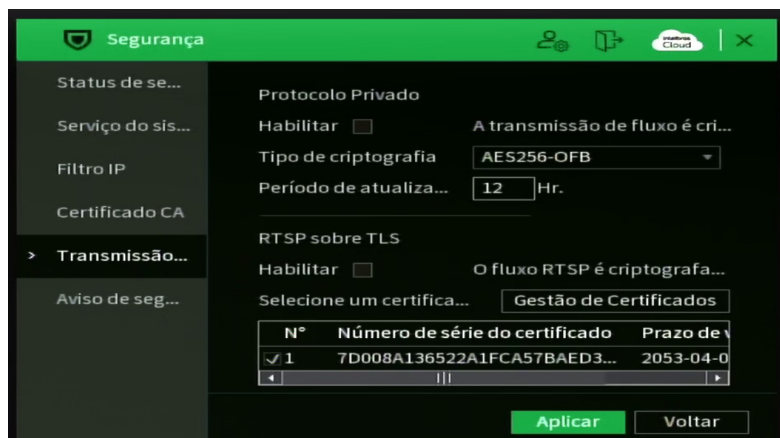 Segurança
intelbras Cloud
Status de se...
Serviço do sis...
Filtro IP
Certificado CA
Transmissão...
Aviso de seg...
Protocolo Privado
Habilitar A transmissão de fluxo é cri...
Tipo de criptografia AES256-OFB
Período de atualiza... 12 Hr.
RTSP sobre TLS
Habilitar O fluxo RTSP é criptografa...
Selecione um certifica... Gestão de Certificados
N° Número de série do certificado Prazo de v
1 7D008A136522A1FCA57BAED3... 2053-04-0
Aplicar Voltar